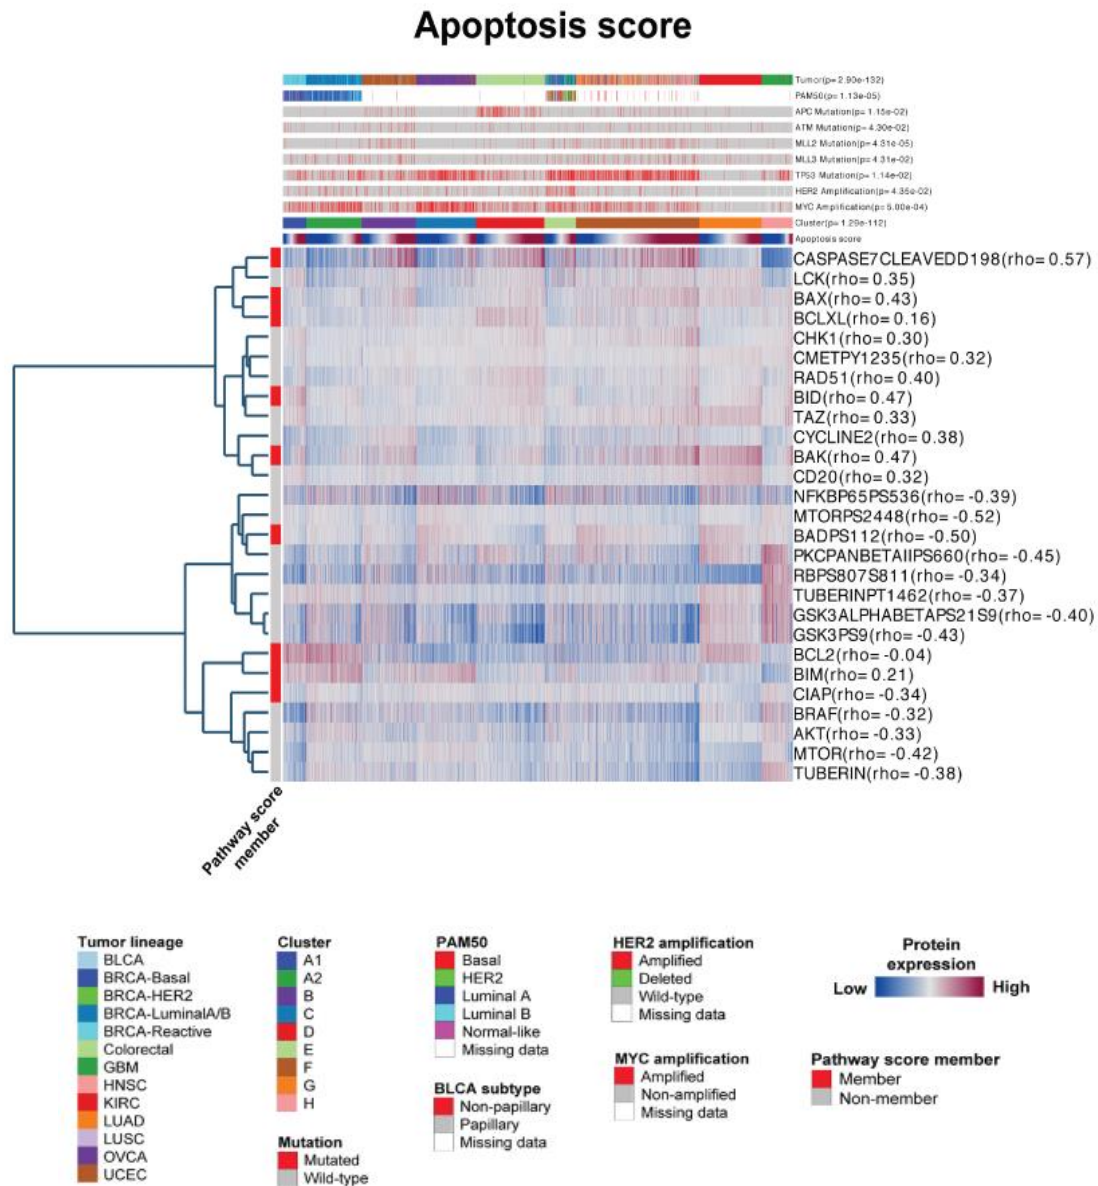 Apoptosis score
Tumor(p= 2.90e-132)
PAM50(p= 1.13e-05)
APC Mutation(p= 1.15e-02)
ATM Mutation(p= 4.30e-02)
MLL2 Mutation(p= 4.31e-05)
MLL3 Mutation(p= 4.31e-02)
TP53 Mutation(p= 1.14e-02)
HER2 Amplification(p= 4.35e-02)
MYC Amplification(p= 5.00e-04)
Cluster(p= 1.29e-112)
Apoptosis score
CASPASE7CLEAVEDD198(rho= 0.57)
LCK(rho= 0.35)
BAX(rho= 0.43)
BCLXL(rho= 0.16)
CHK1(rho= 0.30)
CMETPY1235(rho= 0.32)
RAD51(rho= 0.40)
BID(rho= 0.47)
TAZ(rho= 0.33)
CYCLINE2(rho= 0.38)
BAK(rho= 0.47)
CD20(rho= 0.32)
NFKBP65PS536(rho= -0.39)
MTORPS2448(rho= -0.52)
BADPS112(rho= -0.50)
PKCPANBETAIIPS660(rho= -0.45)
RBPS807S811(rho= -0.34)
TUBERINPT1462(rho= -0.37)
GSK3ALPHABETAPS21S9(rho= -0.40)
GSK3PS9(rho= -0.43)
BCL2(rho= -0.04)
BIM(rho= 0.21)
CIAP(rho= -0.34)
BRAF(rho= -0.32)
AKT(rho= -0.33)
MTOR(rho= -0.42)
TUBERIN(rho= -0.38)
Pathway score
member
Tumor lineage
BLCA
BRCA-Basal
BRCA-HER2
BRCA-LuminalA/B
BRCA-Reactive
Colorectal
GBM
HNSC
KIRC
LUAD
LUSC
OVCA
UCEC
Cluster
A1
A2
B
C
D
E
F
G
H
Mutation
Mutated
Wild-type
PAM50
Basal
HER2
Luminal A
Luminal B
Normal-like
Missing data
BLCA subtype
Non-papillary
Papillary
Missing data
HER2 amplification
Amplified
Deleted
Wild-type
Missing data
MYC amplification
Amplified
Non-amplified
Missing data
Protein
expression
Low High
Pathway score member
Member
Non-member